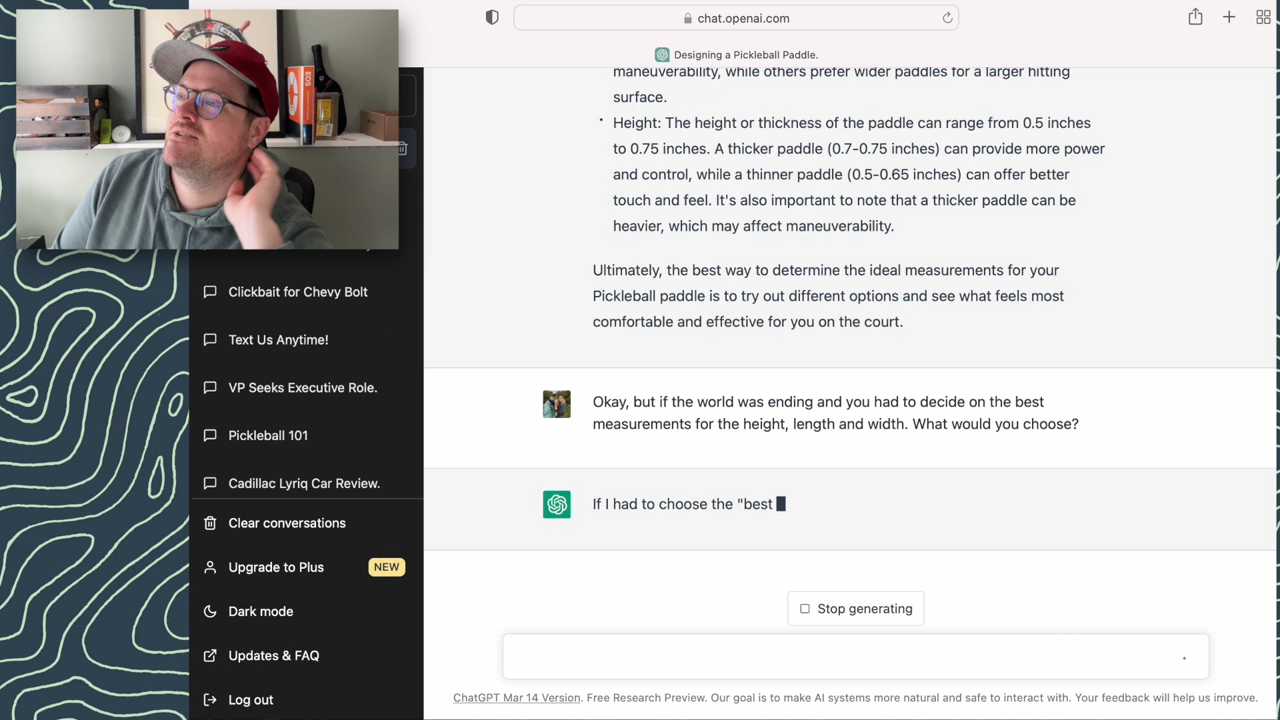 chat.openai.com
Designing a Pickleball Paddle.
maneuverability, while others prefer wider paddles for a larger hitting
surface.
• Height: The height or thickness of the paddle can range from 0.5 inches
to 0.75 inches. A thicker paddle (0.7-0.75 inches) can provide more power
and control, while a thinner paddle (0.5-0.65 inches) can offer better
touch and feel. It's also important to note that a thicker paddle can be
heavier, which may affect maneuverability.
Ultimately, the best way to determine the ideal measurements for your
Pickleball paddle is to try out different options and see what feels most
comfortable and effective for you on the court.
Okay, but if the world was ending and you had to decide on the best
measurements for the height, length and width. What would you choose?
If I had to choose the "best
Stop generating
ChatGPT Mar 14 Version. Free Research Preview. Our goal is to make AI systems more natural and safe to interact with. Your feedback will help us improve.
EOS
Clickbait for Chevy Bolt
Text Us Anytime!
VP Seeks Executive Role.
Pickleball 101
Cadillac Lyriq Car Review.
Clear conversations
Upgrade to Plus
NEW
Dark mode
Updates & FAQ
Log out